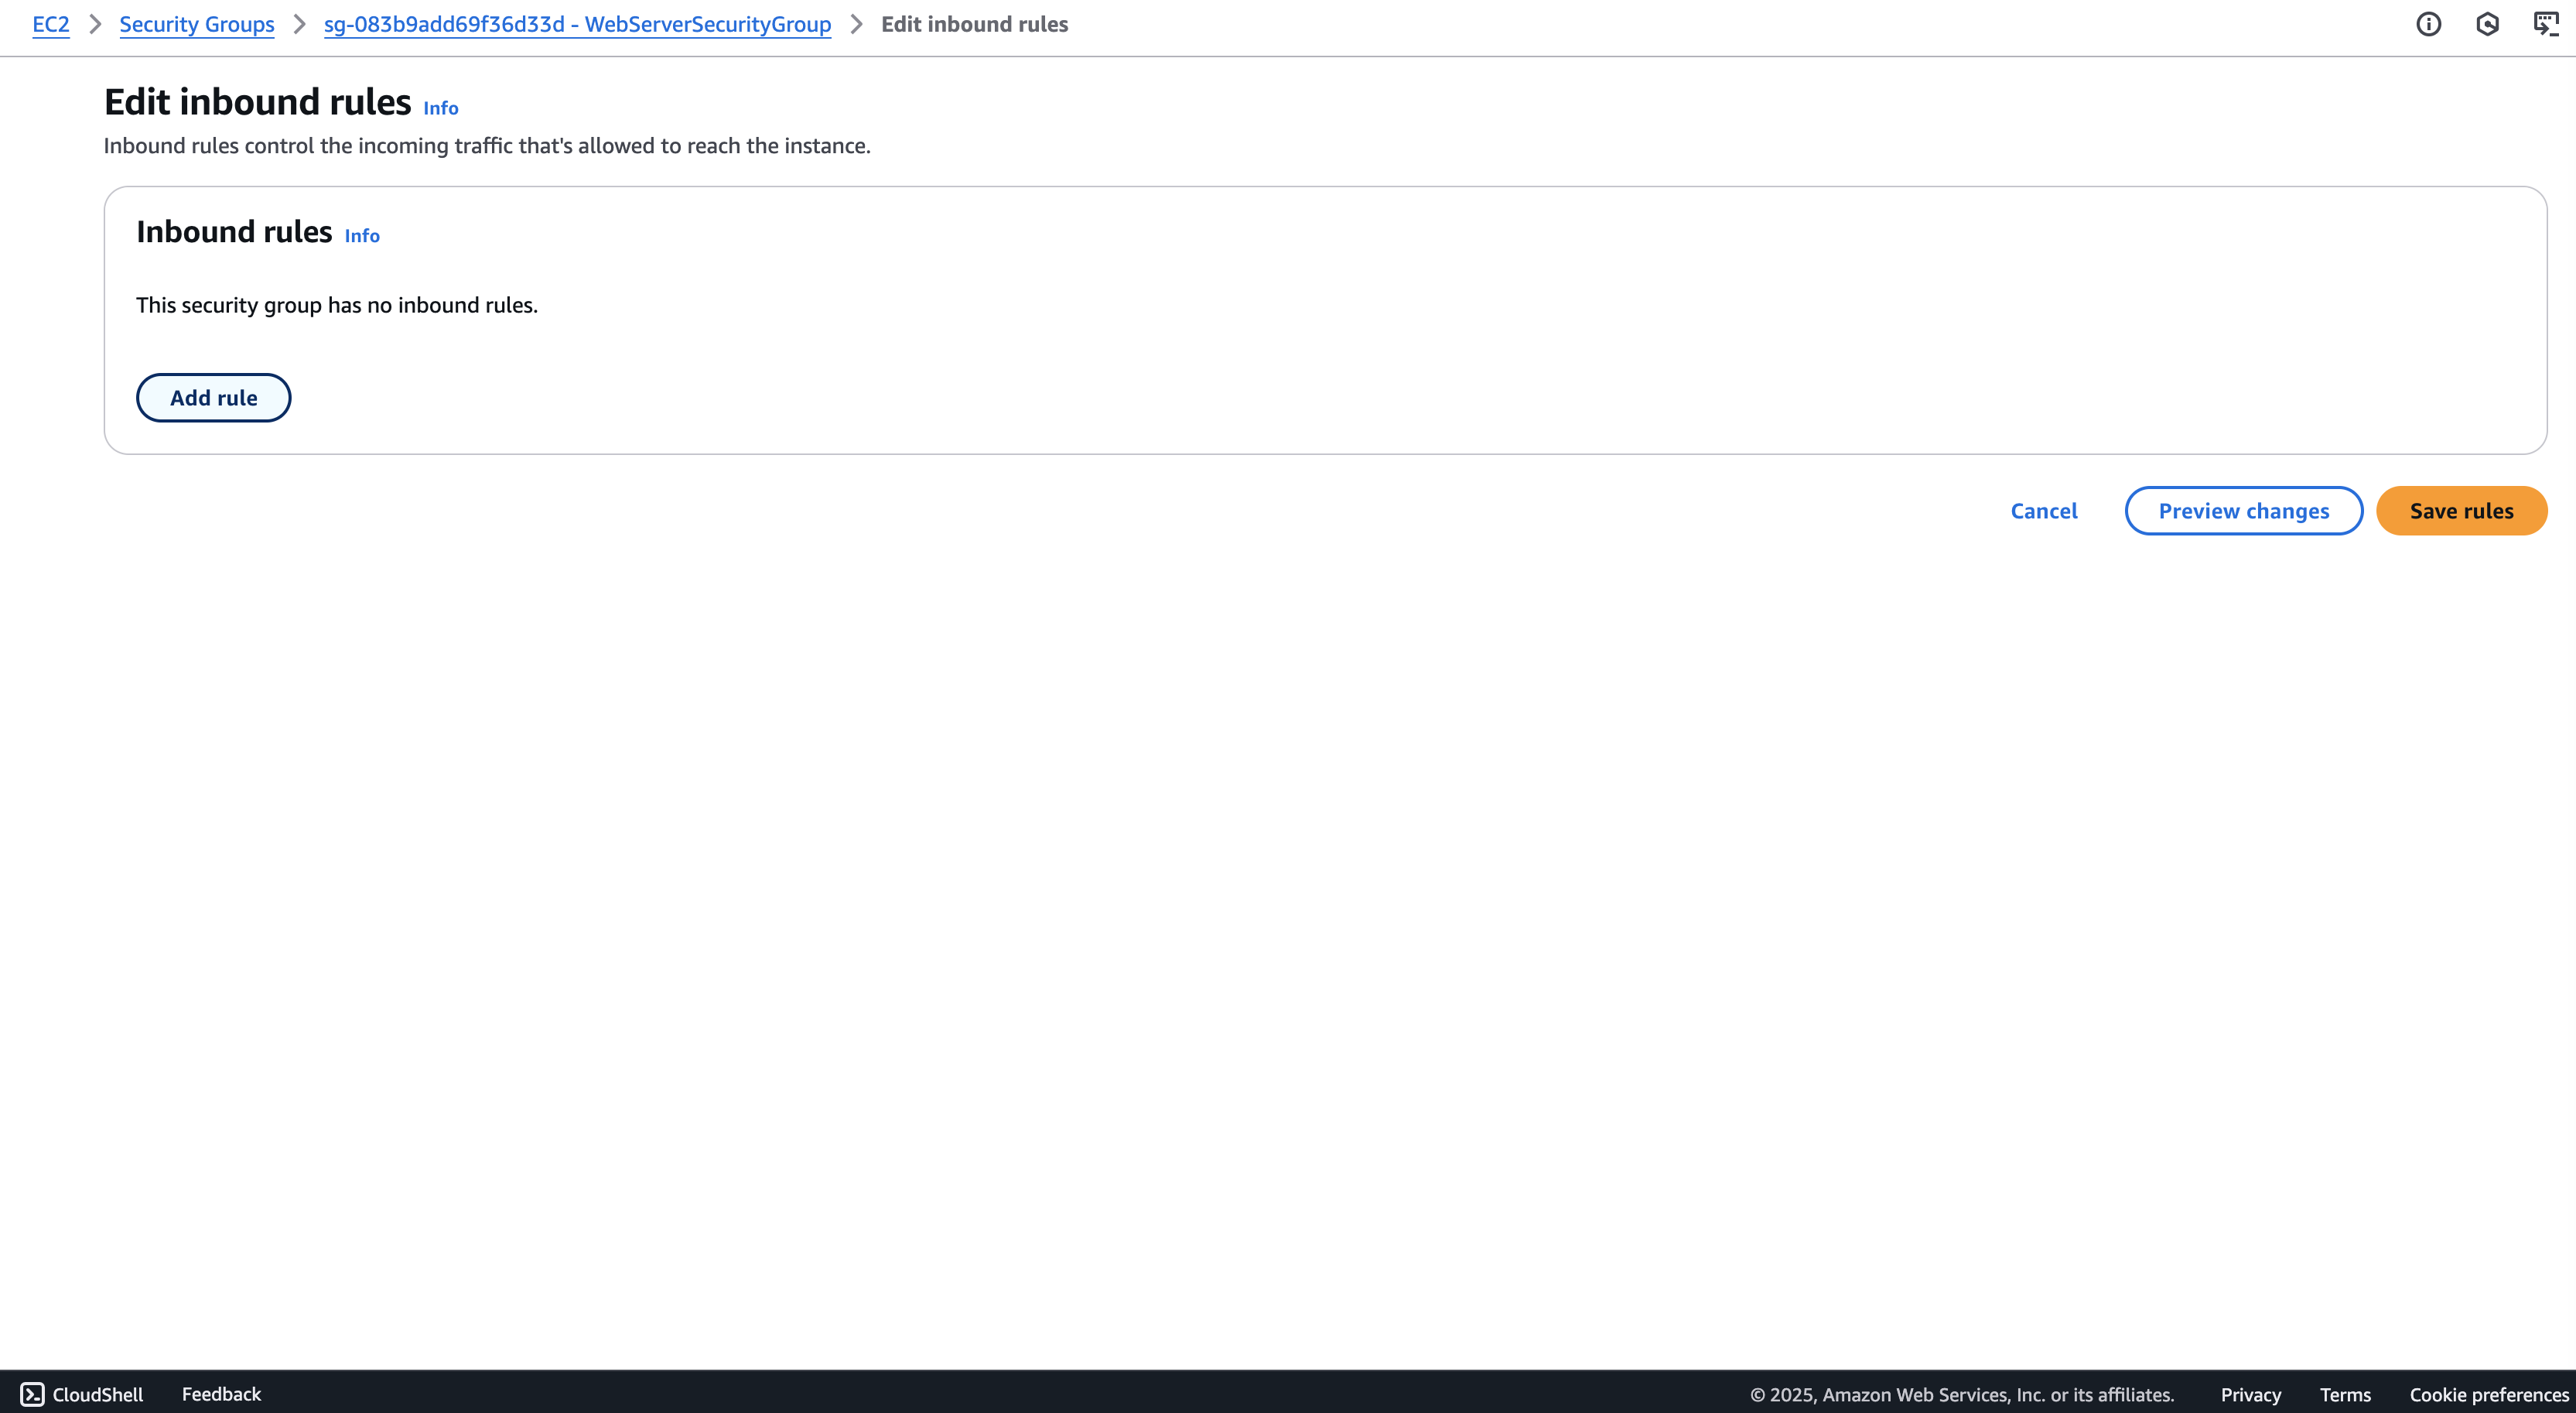 EC2 > Security Groups > sg-083b9add69f36d33d - WebServerSecurityGroup > Edit inbound rules
Edit inbound rules Info
Inbound rules control the incoming traffic that's allowed to reach the instance.
Inbound rules Info
This security group has no inbound rules.
Add rule
Cancel Preview changes Save rules
CloudShell Feedback © 2025, Amazon Web Services, Inc. or its affiliates. Privacy Terms Cookie preferences